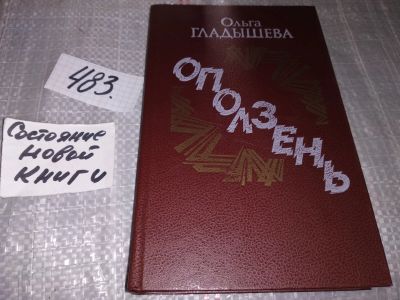 483.
Состояние
новой
книги
Ольга
ГЛАДЫШЕВА
ОПОЛЗЕНЬ